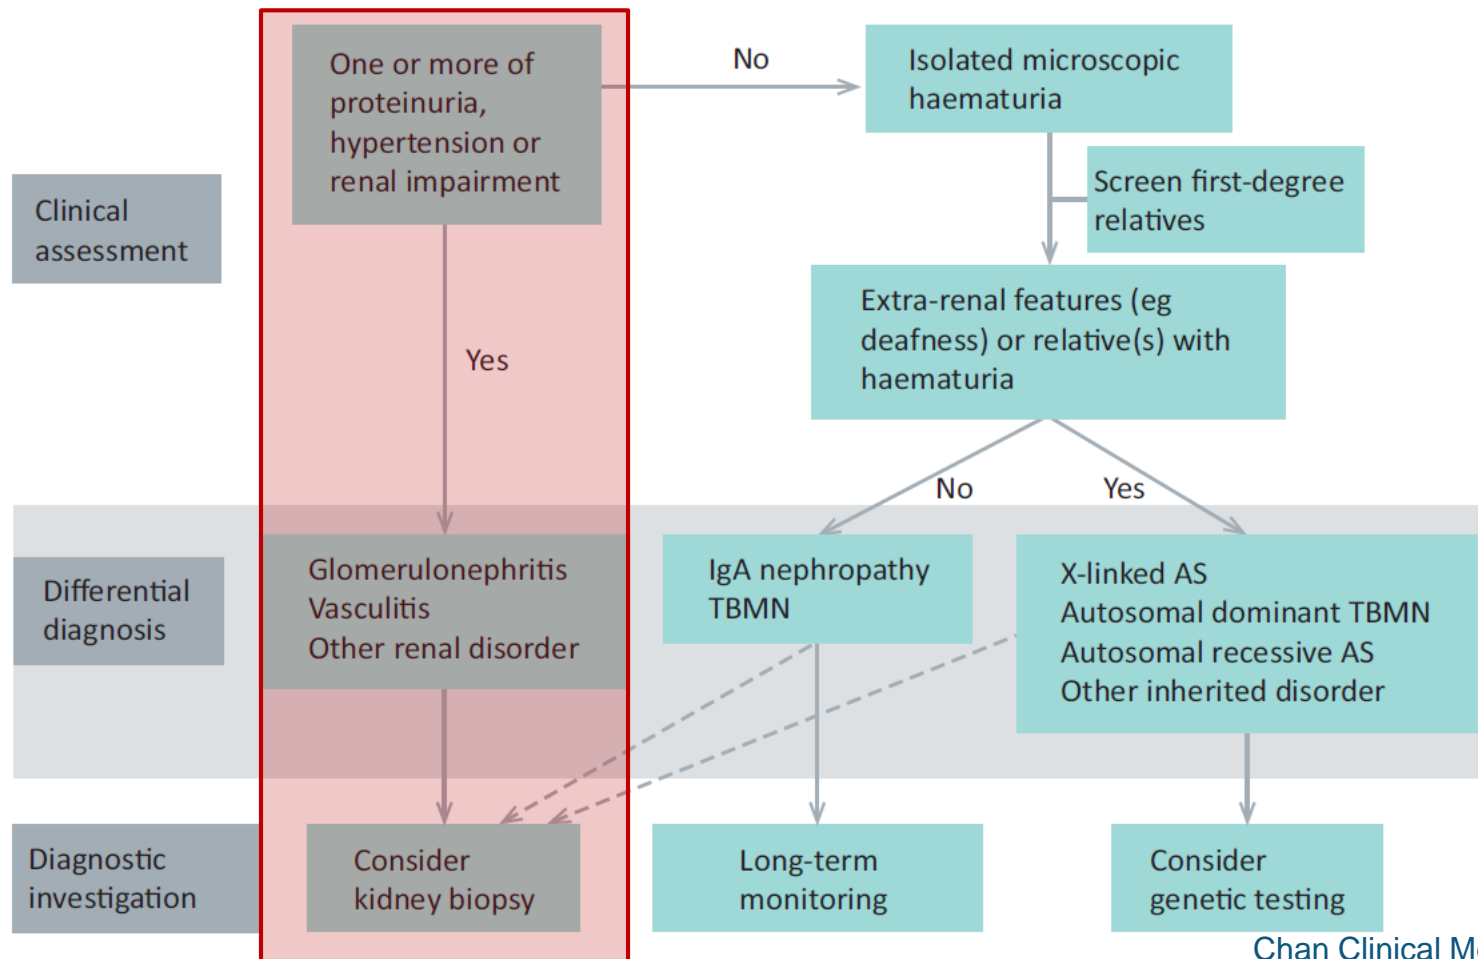 One or more of
proteinuria,
hypertension or
renal impairment
No
Isolated microscopic
haematuria
Clinical
assessment
Screen first-degree
relatives
Yes
Extra-renal features (eg
deafness) or relative(s) with
haematuria
No
Yes
Differential
diagnosis
Glomerulonephritis
Vasculitis
Other renal disorder
IgA nephropathy
TBMN
X-linked AS
Autosomal dominant TBMN
Autosomal recessive AS
Other inherited disorder
Diagnostic
investigation
Consider
kidney biopsy
Long-term
monitoring
Consider
genetic testing
Chan Clinical